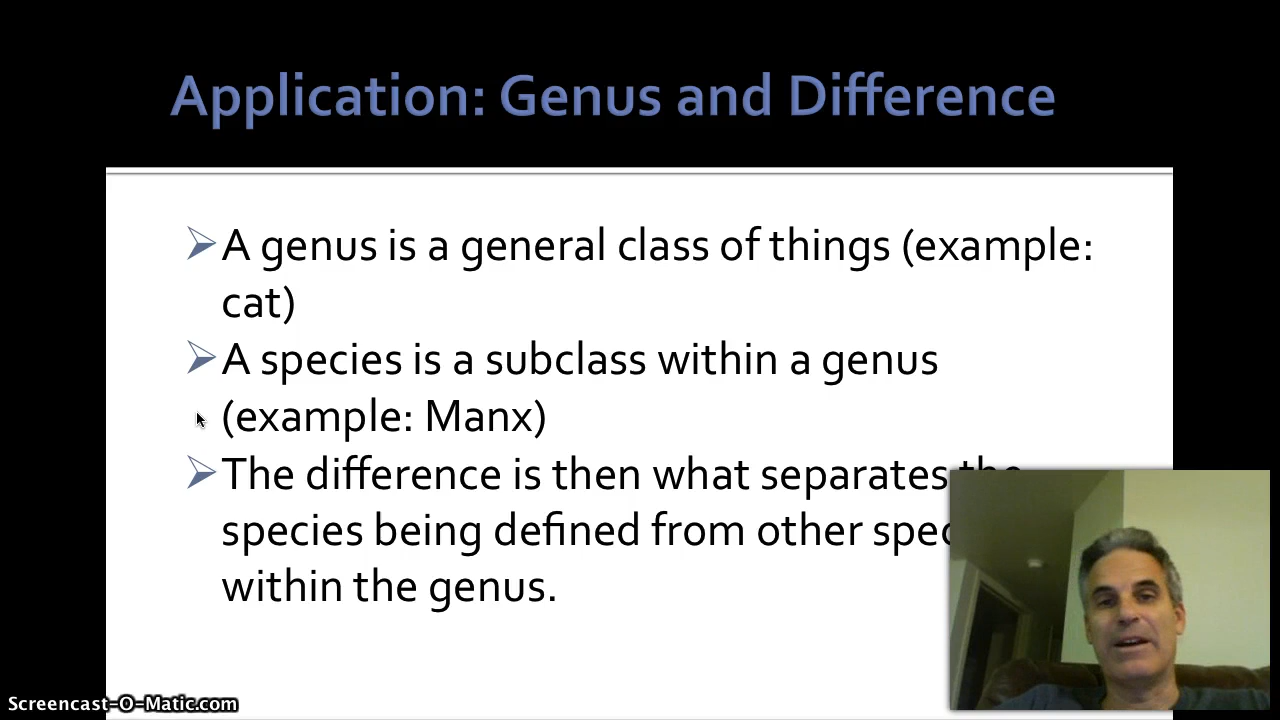 Application: Genus and Difference
A genus is a general class of things (example:
cat)
A species is a subclass within a genus
(example: Manx)
The difference is then what separates the
species being defined from other
within the genus.
Screencast-O-Matic.com